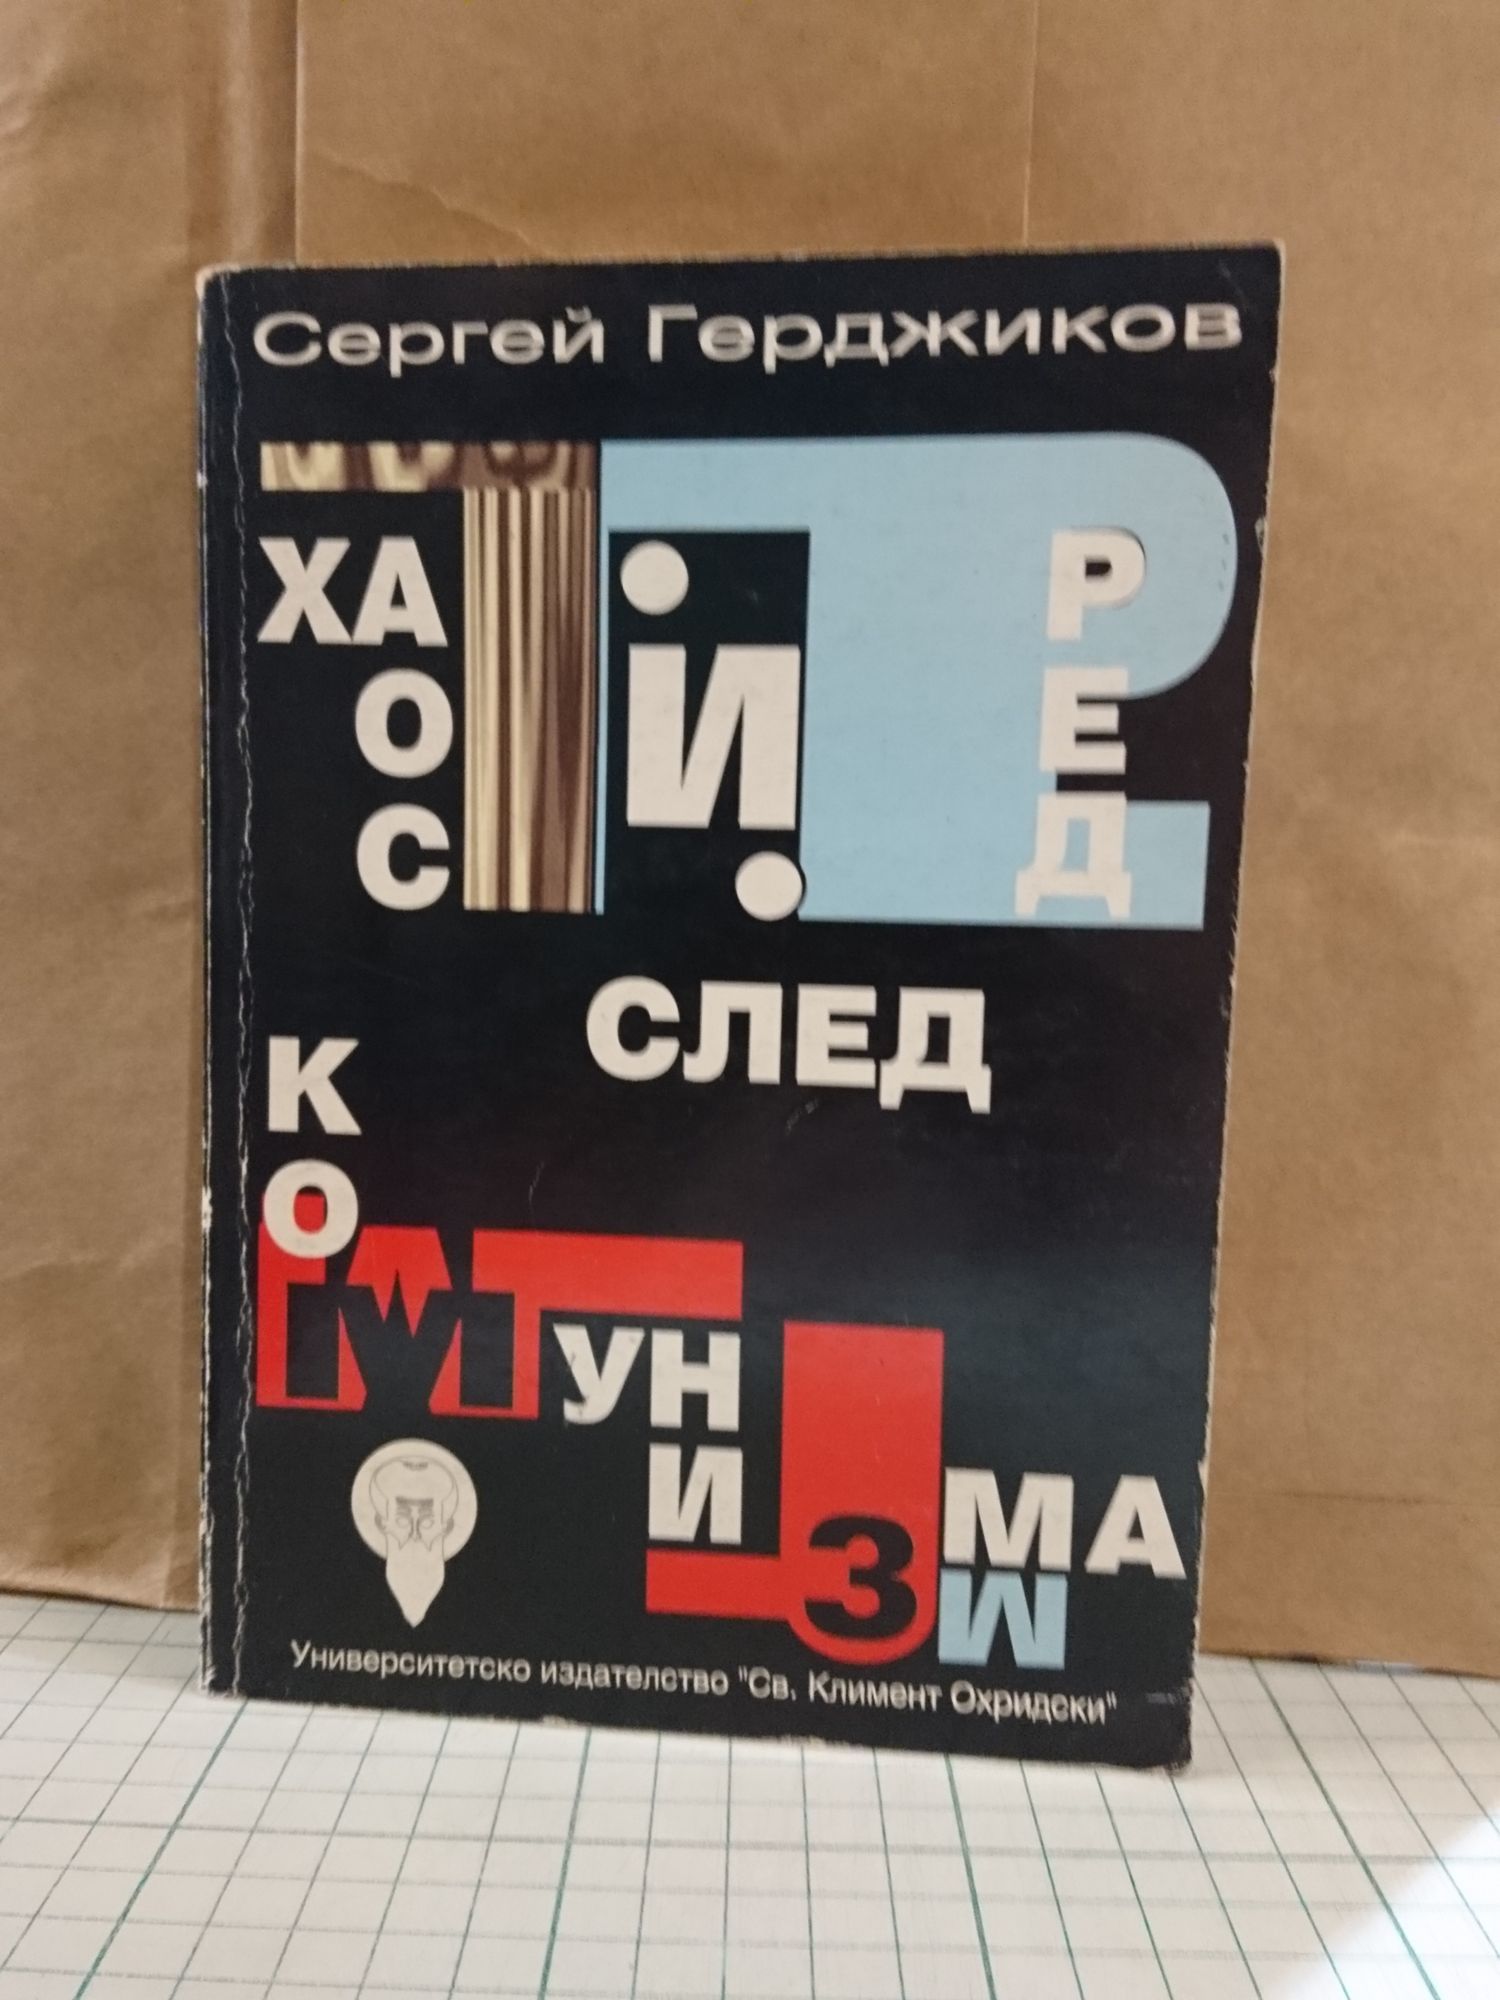 Сергей Герджиков
ХАОС
И
РЕД
СЛЕД
КОМУНИЗМА
Университетско издателство "Св. Климент Охридски"